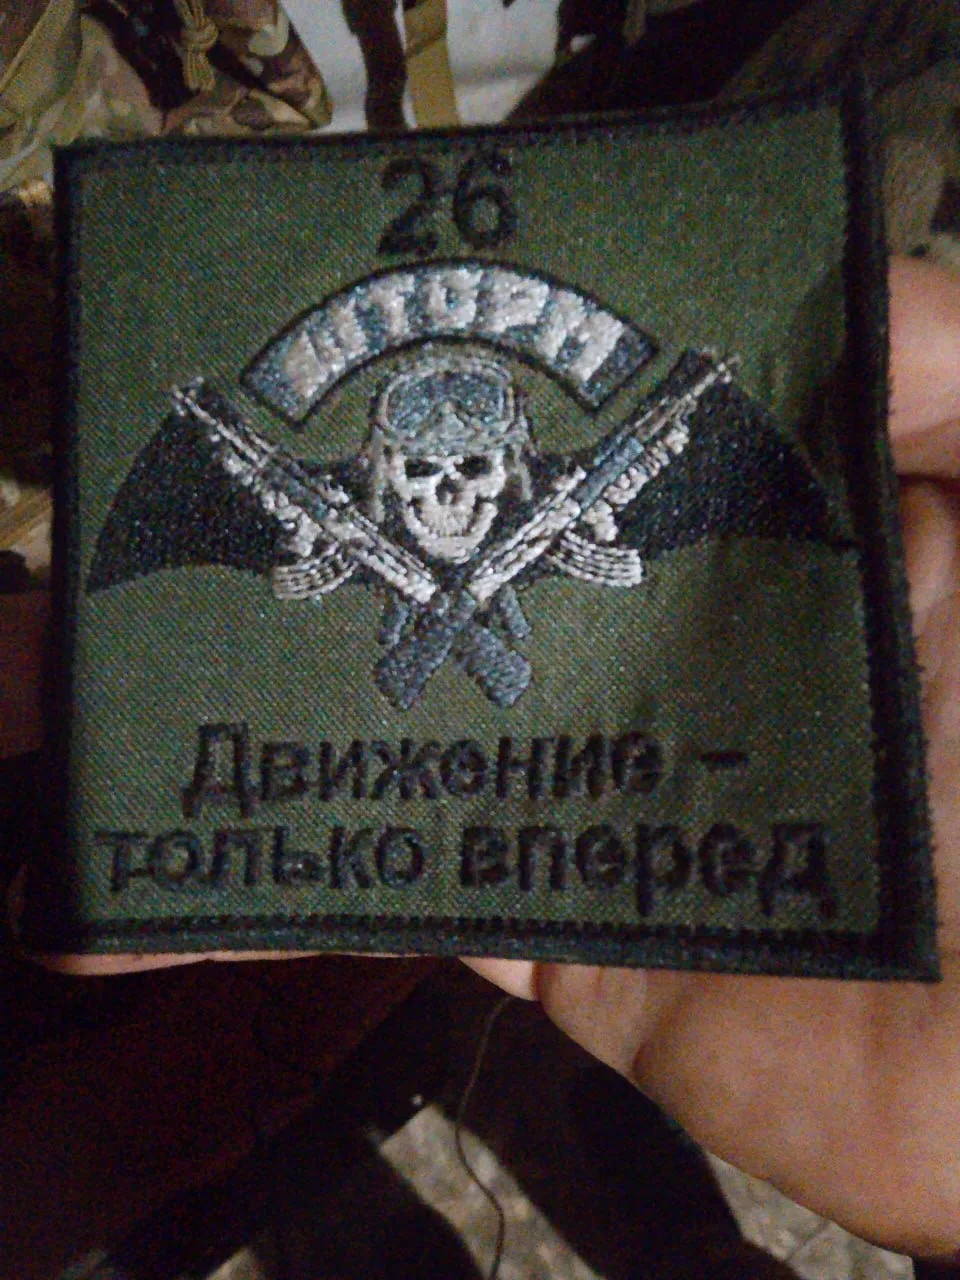 26
ШТОРМ
Движение -
только вперед